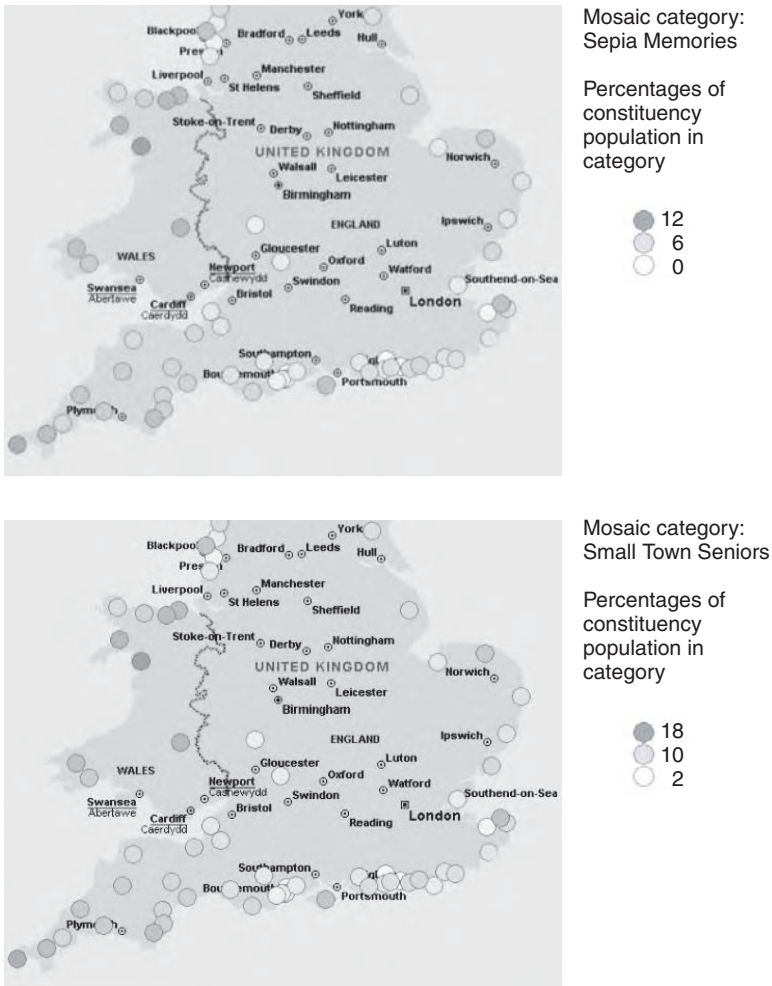 Mosaic category:
Sepia Memories
Percentages of
constituency
population in
category
12
6
0
York
Bradford
Leeds
Hull
Liverpool
Manchester
St Helens
Sheffield
Stoke-on-Trent
Derby
Nottingham
UNITED KINGDOM
Norwich
Walsall
Leicester
Birmingham
ENGLAND
Ipswich
WALES
Gloucester
Luton
Newport
Oxford
Watford
Southend-on-Sea
Swansea
Abertawe
Swindon
Cardiff
Caerdydd
Bristol
London
Reading
Portsmouth
Mosaic category:
Small Town Seniors
Percentages of
constituency
population in
category
18
10
2
York
Bradford
Leeds
Hull
Liverpool
Manchester
St Helens
Sheffield
Stoke-on-Trent
Derby
Nottingham
UNITED KINGDOM
Norwich
Walsall
Leicester
Birmingham
ENGLAND
Ipswich
WALES
Gloucester
Luton
Newport
Oxford
Watford
Southend-on-Sea
Swansea
Abertawe
Swindon
Cardiff
Caerdydd
Bristol
London
Reading
Southampton
Portsmouth